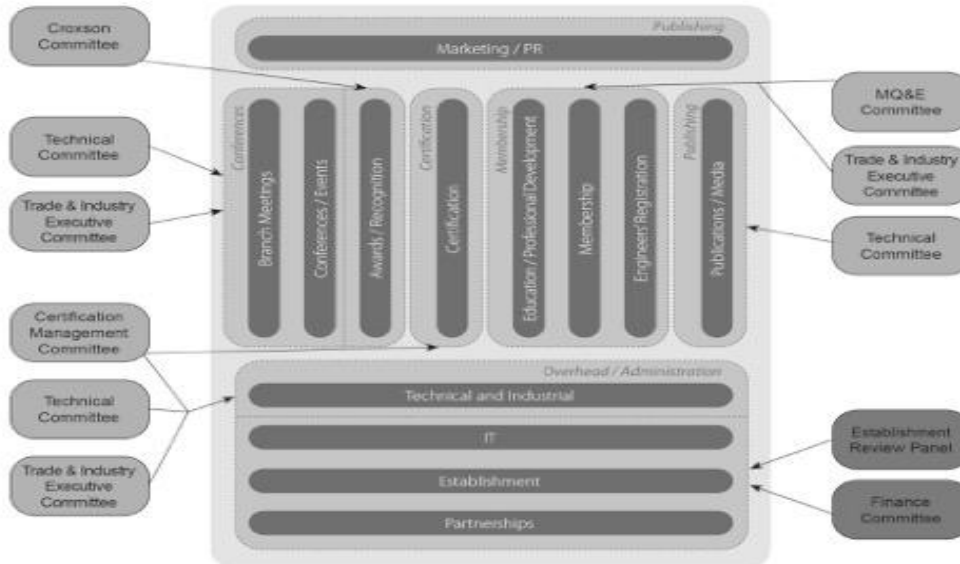 Croxson
Committee
Technical
Committee
Trade & Industry
Executive
Committee
Certification
Management
Committee
Technical
Committee
Trade & Industry
Executive
Committee
Publishing
Marketing / PR
Conferences
Branch Meetings
Conferences / Events
Awards / Recognition
Certification
Certification
Membership
Education / Professional Development
Membership
Engineers Registration
Publishing
Publications / Media
Overhead / Administration
Technical and Industrial
IT
Establishment
Partnerships
MQ&E
Committee
Trade & Industry
Executive
Committee
Technical
Committee
Establishment
Review Panel
Finance
Committee